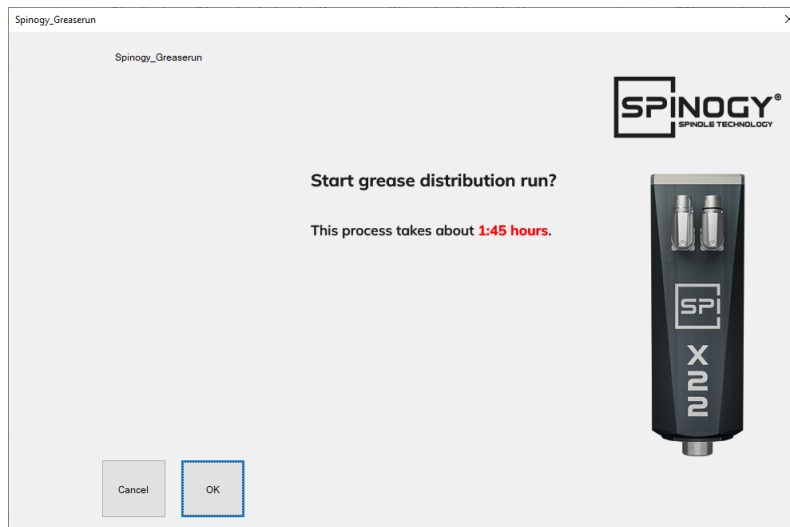 Spinogy_Greaserun
Spinogy_Greaserun
SPINOGY®
SPINDLE TECHNOLOGY
Start grease distribution run?
This process takes about 1:45 hours.
SPI
X22
Cancel
OK